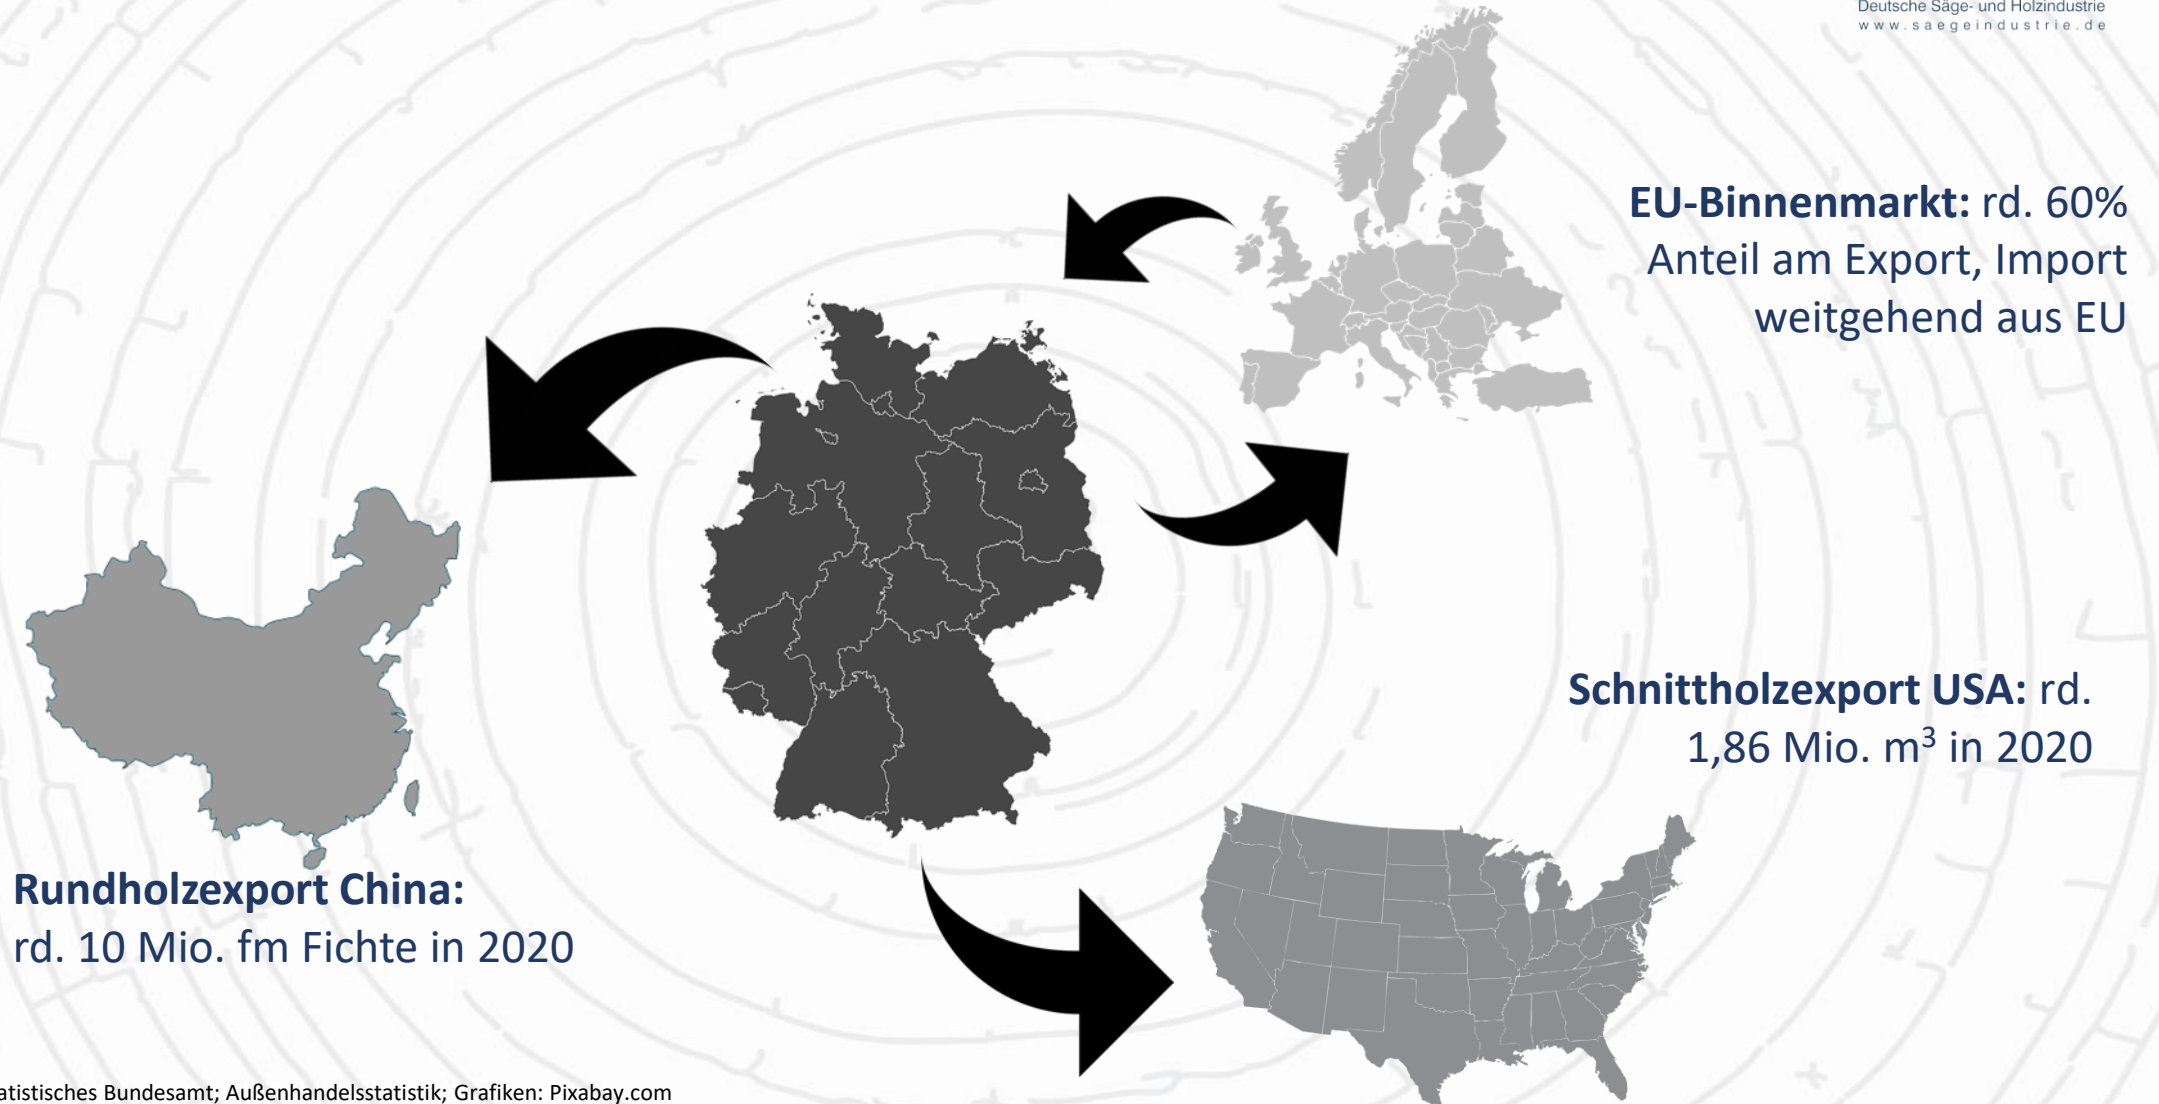 Deutsche Säge- und Holzindustrie
www.saegeindustrie.de
EU-Binnenmarkt: rd. 60%
Anteil am Export, Import
weitgehend aus EU
Schnittholzexport USA: rd.
1,86 Mio. m³ in 2020
Rundholzexport China:
rd. 10 Mio. fm Fichte in 2020
atistisches Bundesamt; Außenhandelsstatistik; Grafiken: Pixabay.com